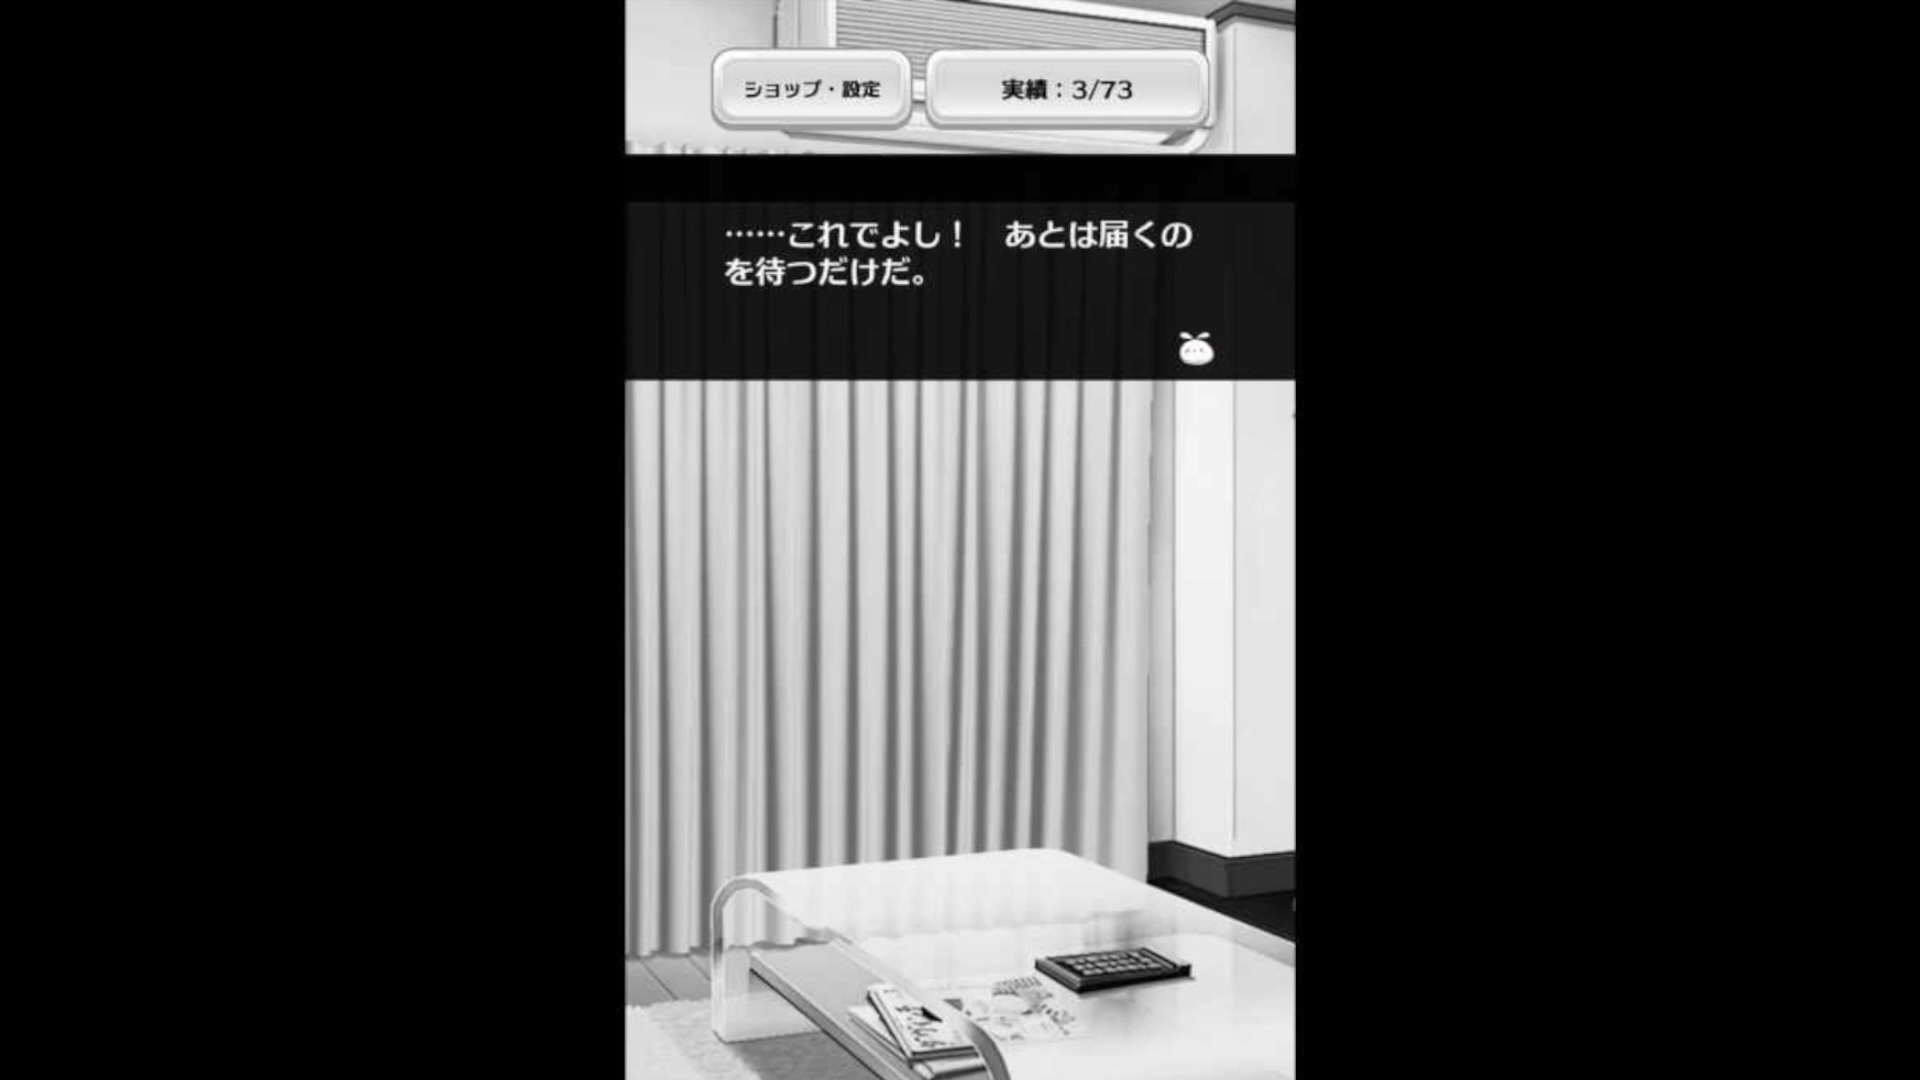 ショップ・設定
実績：3/73
……これでよし！　あとは届くの
を待つだけだ。